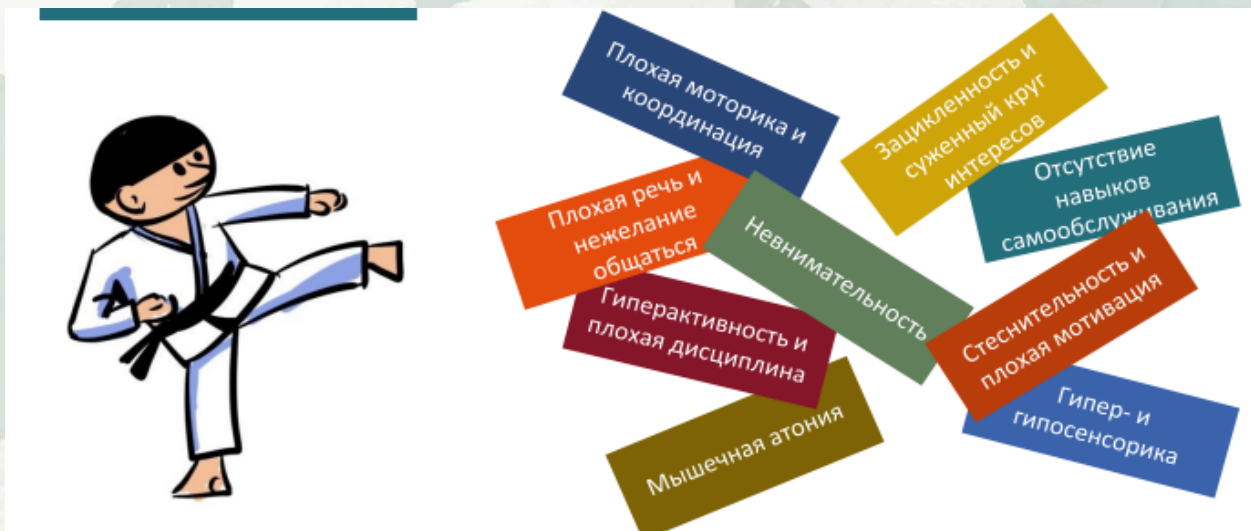 Плохая моторика и
координация
Зацикленность и
суженный круг
интересов
Отсутствие
навыков
самообслуживания
Плохая речь и
нежелание
общаться
Невнимательность
Стеснительность и
плохая мотивация
Гиперактивность и
плохая дисциплина
Гипер- и
гипосенсорика
Мышечная атония